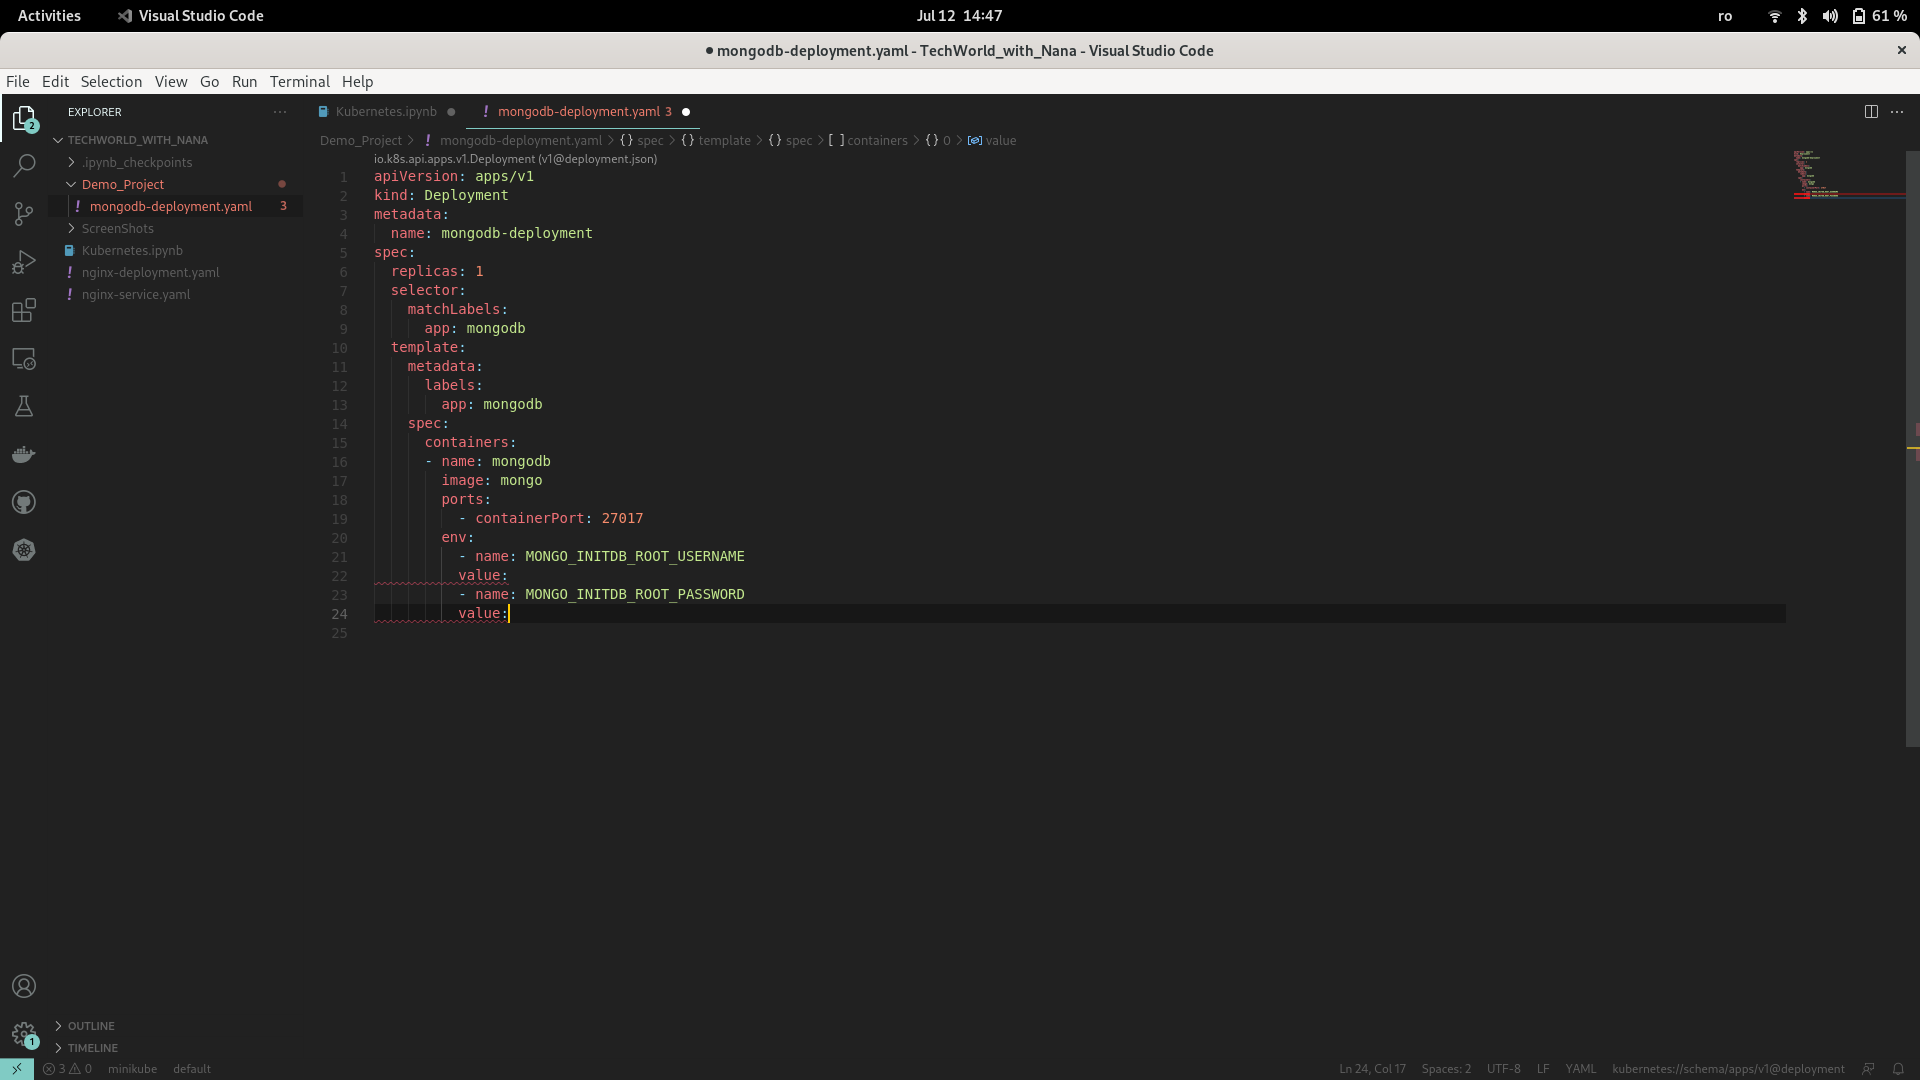 Activities
Visual Studio Code
Jul 12 14:47
ro
61 %
● mongodb-deployment.yaml - TechWorld_with_Nana - Visual Studio Code
File Edit Selection View Go Run Terminal Help
EXPLORER
Kubernetes.ipynb
mongodb-deployment.yaml 3
2
TECHWORLD_WITH_NANA
.ipynb_checkpoints
Demo_Project
mongodb-deployment.yaml 3
ScreenShots
Kubernetes.ipynb
nginx-deployment.yaml
nginx-service.yaml
Demo_Project > mongodb-deployment.yaml > {} spec > {} template > {} spec > [ ] containers > {} 0 > value
io.k8s.api.apps.v1.Deployment (v1@deployment.json)
1 apiVersion: apps/v1
2 kind: Deployment
3 metadata:
4   name: mongodb-deployment
5 spec:
6   replicas: 1
7   selector:
8     matchLabels:
9       app: mongodb
10   template:
11     metadata:
12       labels:
13         app: mongodb
14     spec:
15       containers:
16       - name: mongodb
17         image: mongo
18         ports:
19           - containerPort: 27017
20         env:
21           - name: MONGO_INITDB_ROOT_USERNAME
22           value:
23           - name: MONGO_INITDB_ROOT_PASSWORD
24           value:
25
OUTLINE
1
TIMELINE
3 0 minikube default
Ln 24, Col 17 Spaces: 2 UTF-8 LF YAML kubernetes://schema/apps/v1@deployment